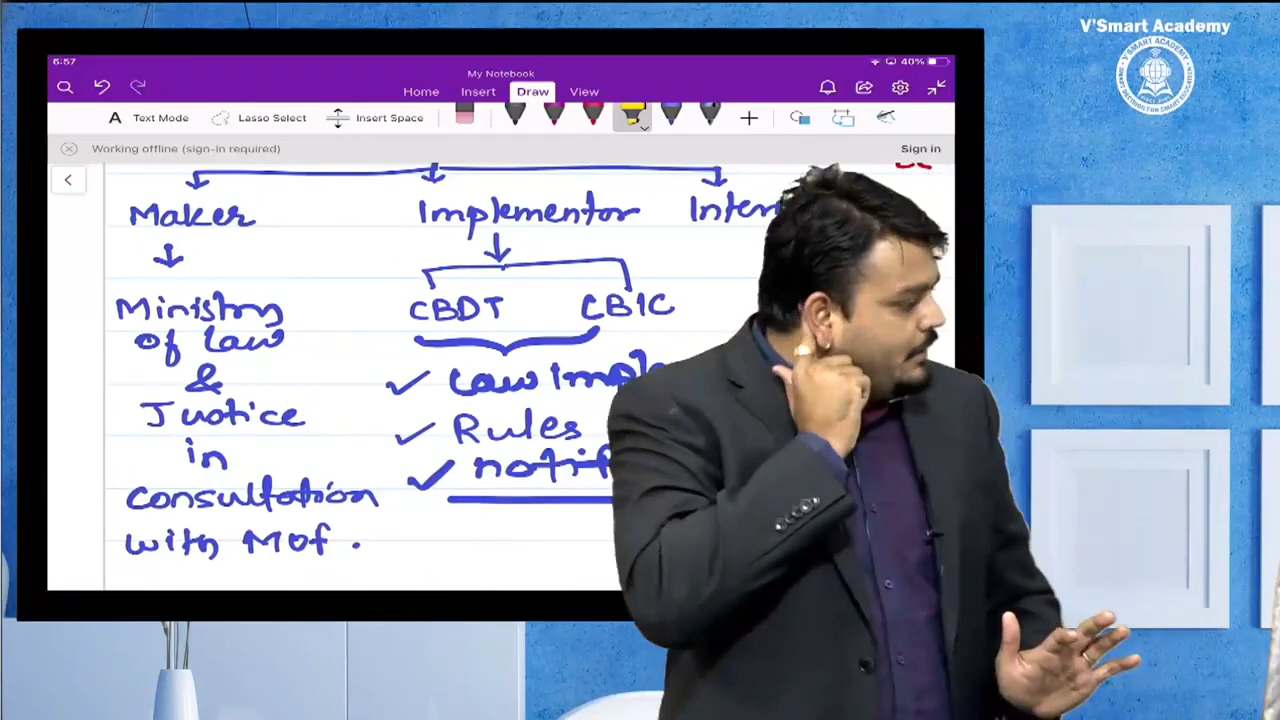 V'Smart Academy
6:57
40%
My Notebook
Home Insert Draw View
Text Mode Lasso Select Insert Space
Working offline (sign-in required) Sign in
Maker Implementor
Ministry
of law
&
Justice
in
consultation
with Mof .
CBDT CBIC
Law
Rules